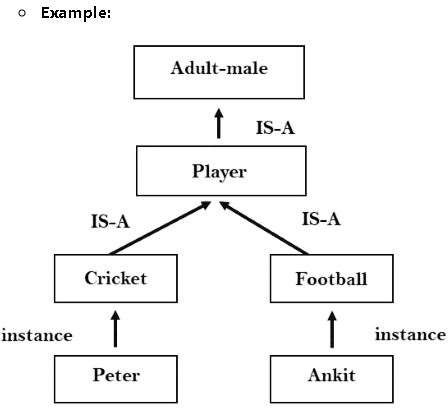 ○ Example:
Adult-male
IS-A
Player
IS-A IS-A
Cricket Football
instance instance
Peter Ankit